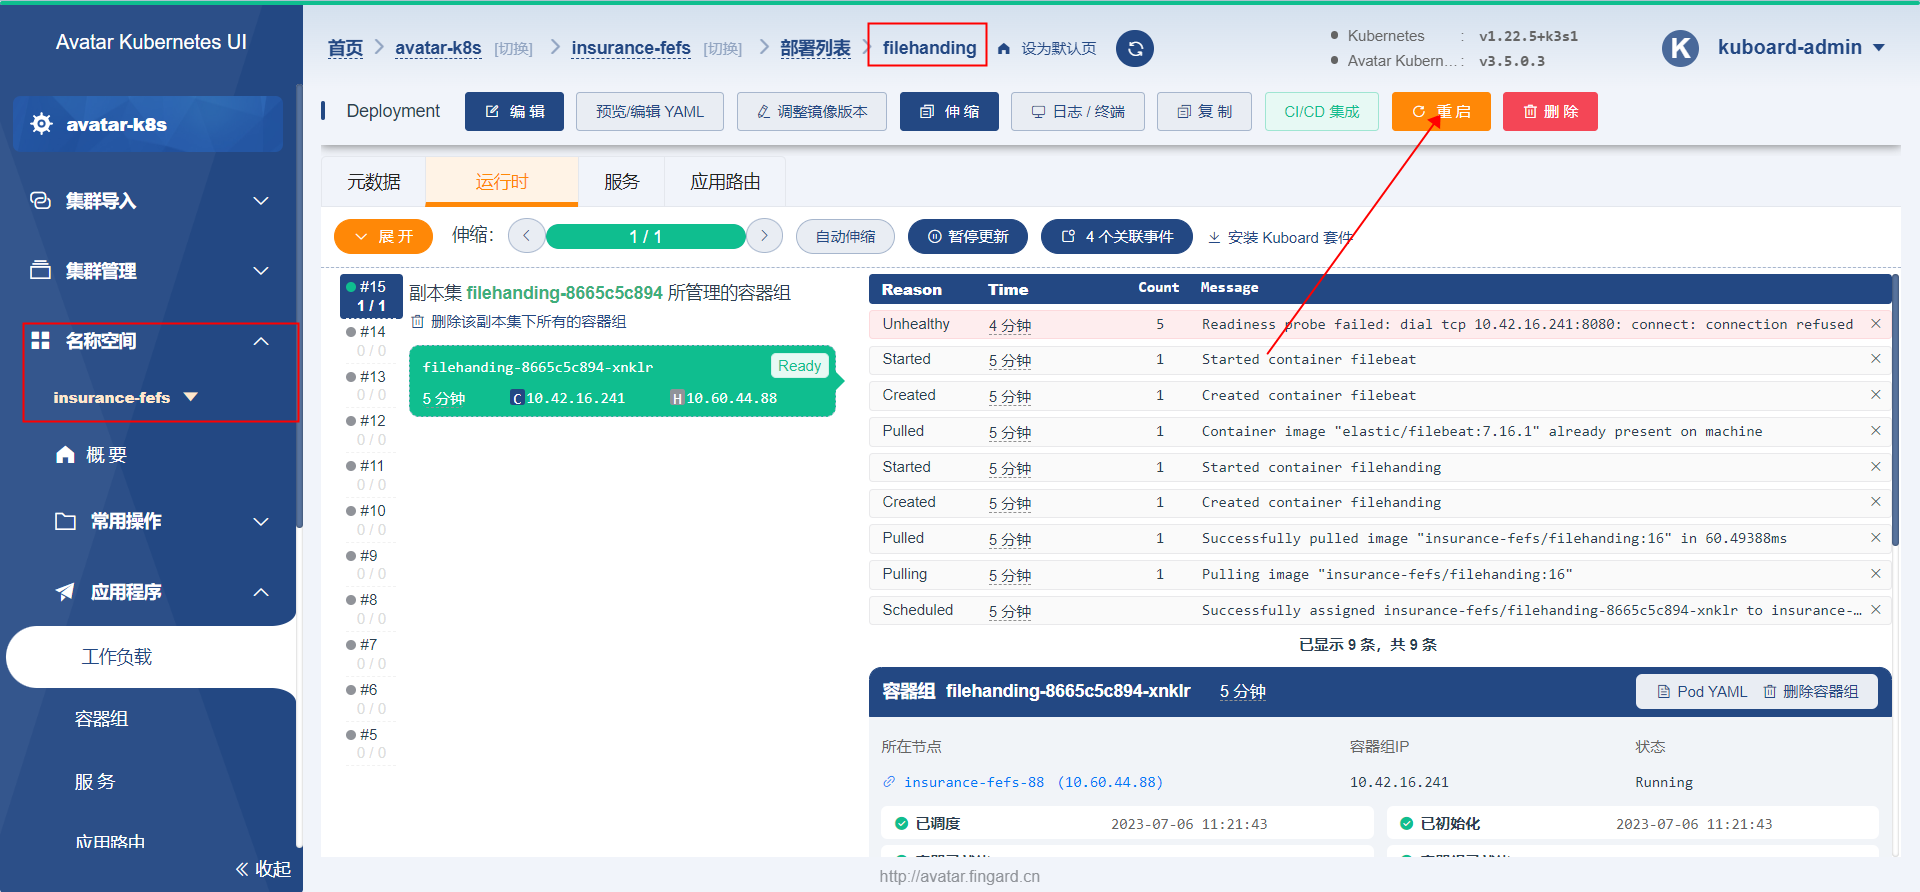 Avatar Kubernetes UI
avatar-k8s
集群导入
集群管理
名称空间
insurance-fefs
概 要
常用操作
应用程序
工作负载
容器组
服 务
应用路由
收起
首页 avatar-k8s [切换] insurance-fefs [切换] 部署列表 filehanding 设为默认页
Kubernetes : v1.22.5+k3s1
Avatar Kubern... : v3.5.0.3
K kuboard-admin
Deployment 编 辑 预览/编辑 YAML 调整镜像版本 伸 缩 日志 / 终端 复 制 CI/CD 集成 重 启 删 除
元数据 运行时 服务 应用路由
展 开 伸缩: 1 / 1 自动伸缩 暂停更新 4 个关联事件 安装 Kuboard 套件
#15
1 / 1
#14
0 / 0
#13
0 / 0
#12
0 / 0
#11
0 / 0
#10
0 / 0
#9
0 / 0
#8
0 / 0
#7
0 / 0
#6
0 / 0
#5
0 / 0
副本集 filehanding-8665c5c894 所管理的容器组
删除该副本集下所有的容器组
filehanding-8665c5c894-xnklr Ready
5 分钟 C 10.42.16.241 H 10.60.44.88
Reason Time Count Message
Unhealthy 4 分钟 5 Readiness probe failed: dial tcp 10.42.16.241:8080: connect: connection refused
Started 5 分钟 1 Started container filebeat
Created 5 分钟 1 Created container filebeat
Pulled 5 分钟 1 Container image "elastic/filebeat:7.16.1" already present on machine
Started 5 分钟 1 Started container filehanding
Created 5 分钟 1 Created container filehanding
Pulled 5 分钟 1 Successfully pulled image "insurance-fefs/filehanding:16" in 60.49388ms
Pulling 5 分钟 1 Pulling image "insurance-fefs/filehanding:16"
Scheduled 5 分钟 Successfully assigned insurance-fefs/filehanding-8665c5c894-xnklr to insurance-...
已显示 9 条，共 9 条
容器组 filehanding-8665c5c894-xnklr 5 分钟 Pod YAML 删除容器组
所在节点 容器组IP 状态
insurance-fefs-88 (10.60.44.88) 10.42.16.241 Running
已调度 2023-07-06 11:21:43 已初始化 2023-07-06 11:21:43
http://avatar.fingard.cn